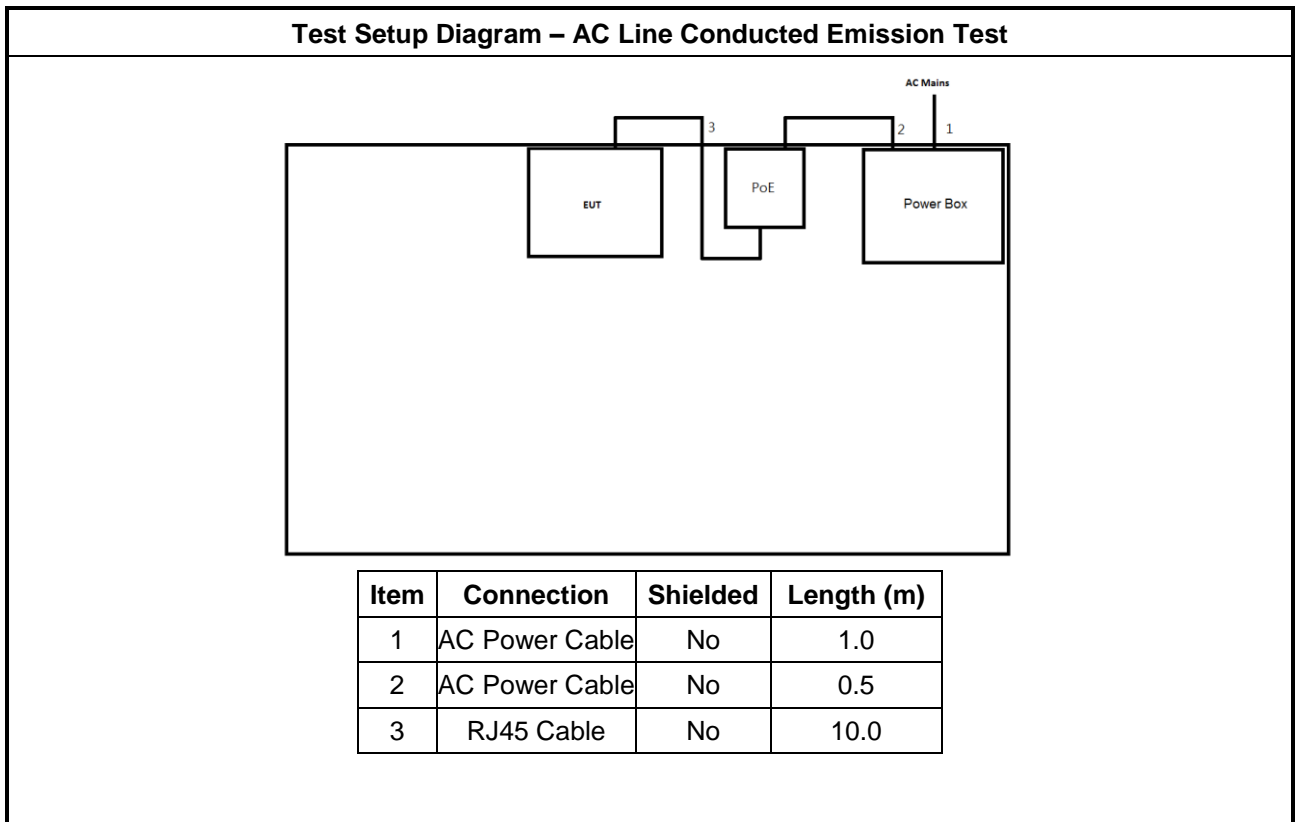 Test Setup Diagram – AC Line Conducted Emission Test
AC Mains
3
2
1
EUT
PoE
Power Box
Item Connection Shielded Length (m)
1 AC Power Cable No 1.0
2 AC Power Cable No 0.5
3 RJ45 Cable No 10.0